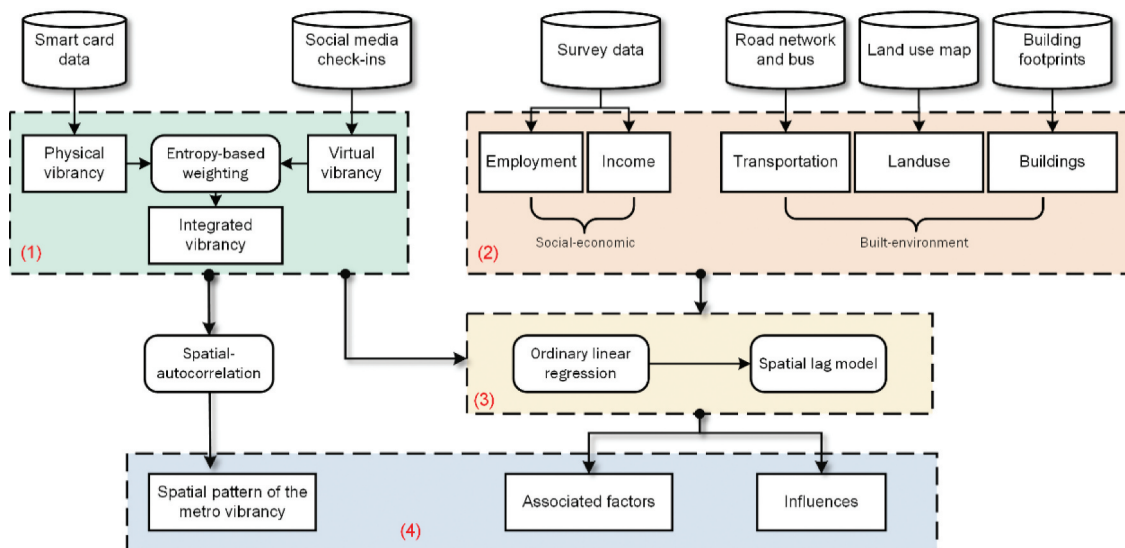 Smart card
data
Social media
check-ins
Survey data
Road network
and bus
Land use map
Building
footprints
Physical
vibrancy
Entropy-based
weighting
Virtual
vibrancy
Integrated
vibrancy
(1)
Employment
Income
Transportation
Landuse
Buildings
Social-economic
Built-environment
(2)
Spatial-
autocorrelation
Ordinary linear
regression
Spatial lag model
(3)
Spatial pattern of the
metro vibrancy
Associated factors
Influences
(4)